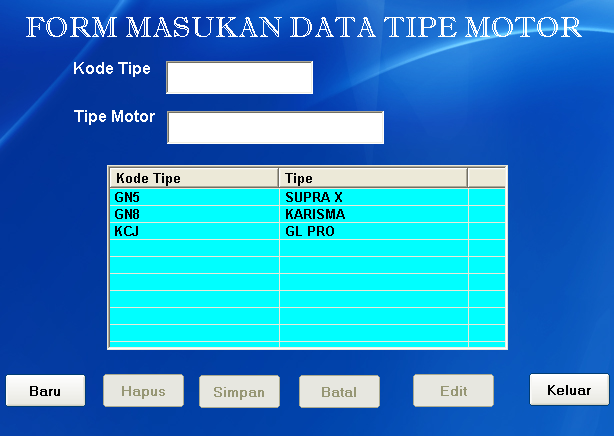 FORM MASUKAN DATA TIPE MOTOR
Kode Tipe
Tipe Motor
Kode Tipe Tipe
GN5 SUPRA X
GN8 KARISMA
KCJ GL PRO
Baru Hapus Simpan Batal Edit Keluar